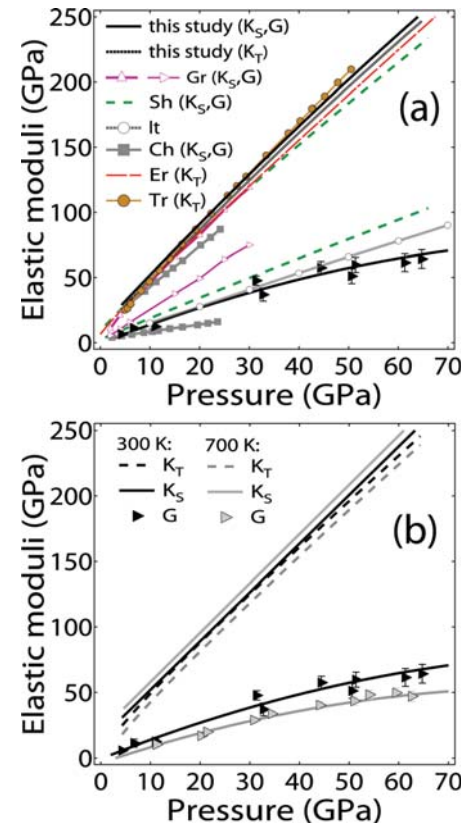 this study (KS,G)
this study (KT)
Gr (KS,G)
Sh (KS,G)
It
Ch (KS,G)
Er (KT)
Tr (KT)
(a)
250
200
150
100
50
0
Elastic moduli (GPa)
0 10 20 30 40 50 60 70
Pressure (GPa)
300 K: 700 K:
KT KT
KS KS
G G
(b)
250
200
150
100
50
0
Elastic moduli (GPa)
0 10 20 30 40 50 60 70
Pressure (GPa)